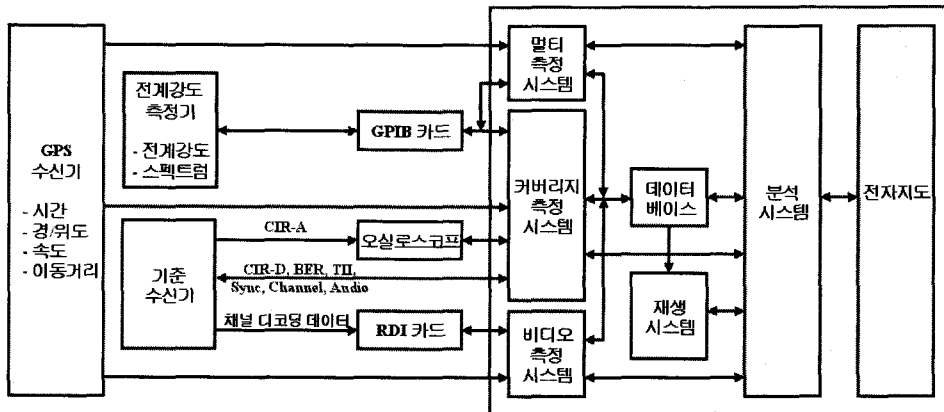 GPS
수신기
- 시간
- 경/위도
- 속도
- 이동거리
전계강도
측정기
- 전계강도
- 스펙트럼
GPIB 카드
기준
수신기
CIR-A
오실로스코프
CIR-D, BER, TII,
Sync, Channel, Audio
채널 디코딩 데이터
RDI 카드
멀티
측정
시스템
커버리지
측정
시스템
비디오
측정
시스템
데이터
베이스
재생
시스템
분석
시스템
전자지도